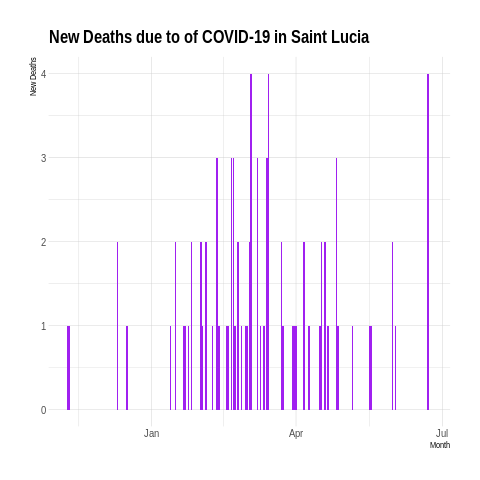 New Deaths due to of COVID-19 in Saint Lucia
New Deaths
4
3
2
1
0
Jan Apr Jul
Month